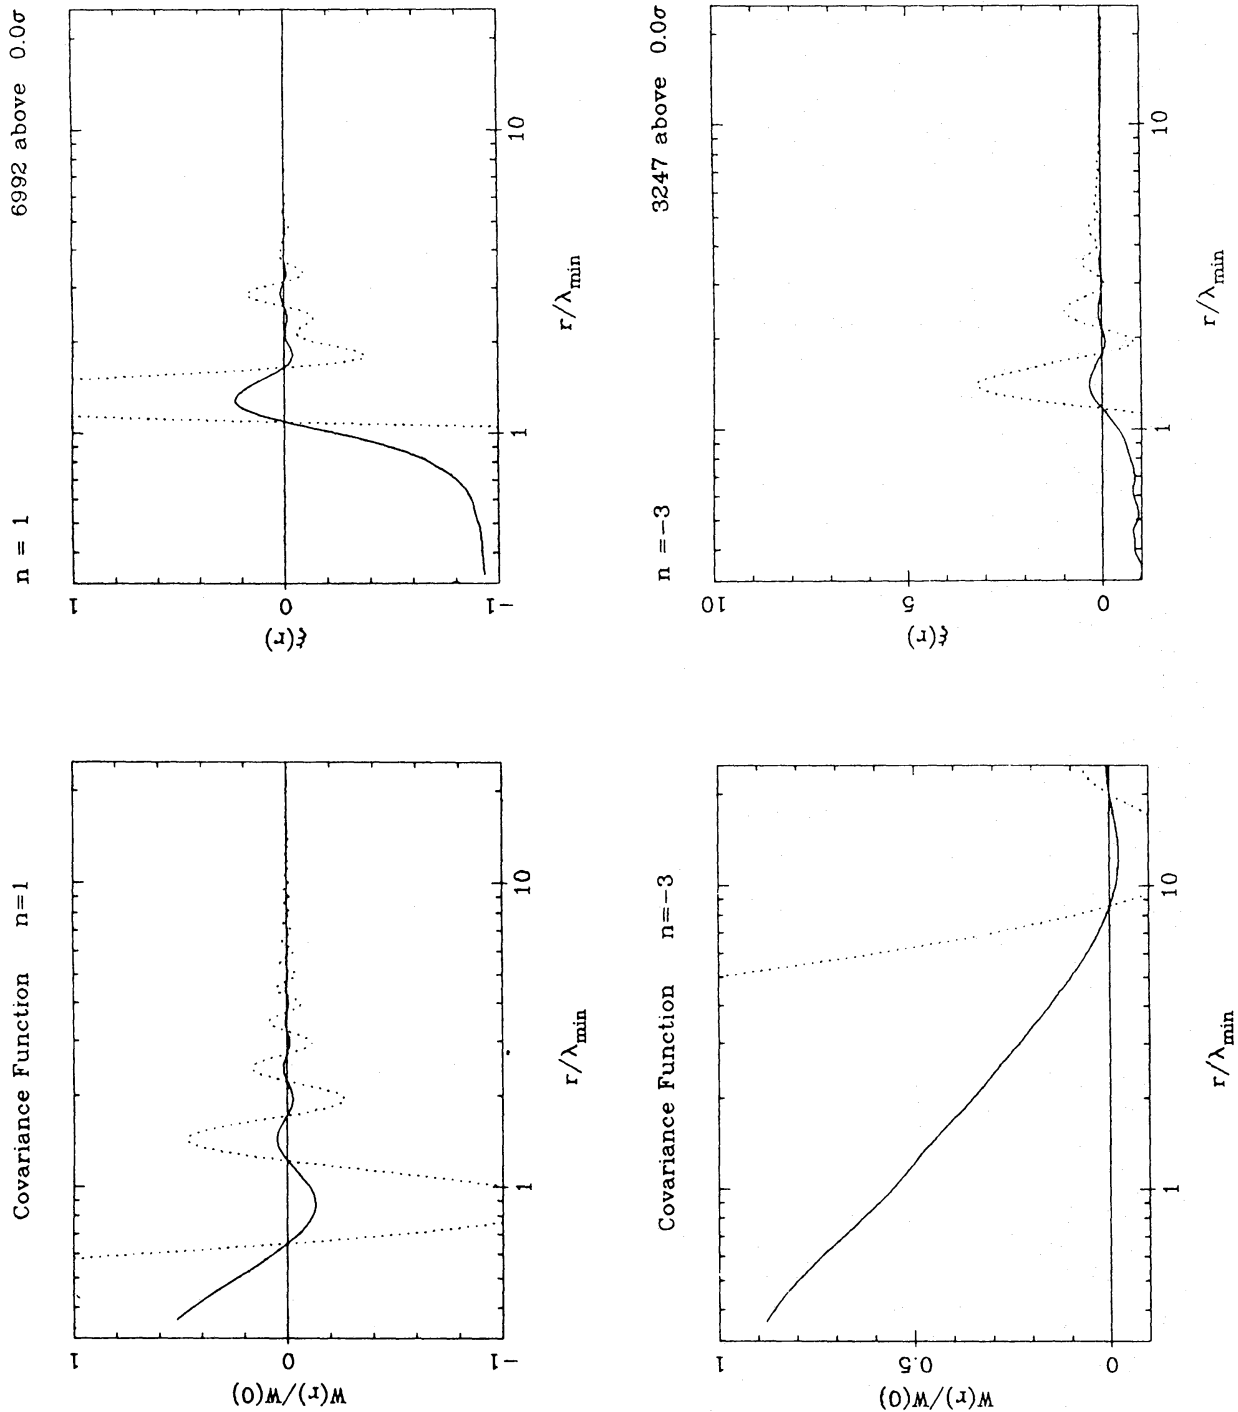 n = 1 6992 above 0.0σ
1
0
-1
ξ(r)
1
10
r/λmin
n =-3 3247 above 0.0σ
10
5
0
ξ(r)
1
10
r/λmin
Covariance Function n=1
1
0
-1
W(r)/W(0)
1
10
r/λmin
Covariance Function n=-3
1
0.5
0
W(r)/W(0)
1
10
r/λmin